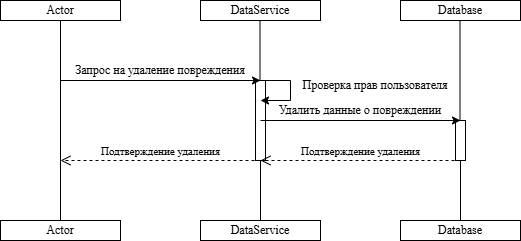 Actor
DataService
Database
Запрос на удаление повреждения
Проверка прав пользователя
Удалить данные о повреждении
Подтверждение удаления
Подтверждение удаления
Actor
DataService
Database